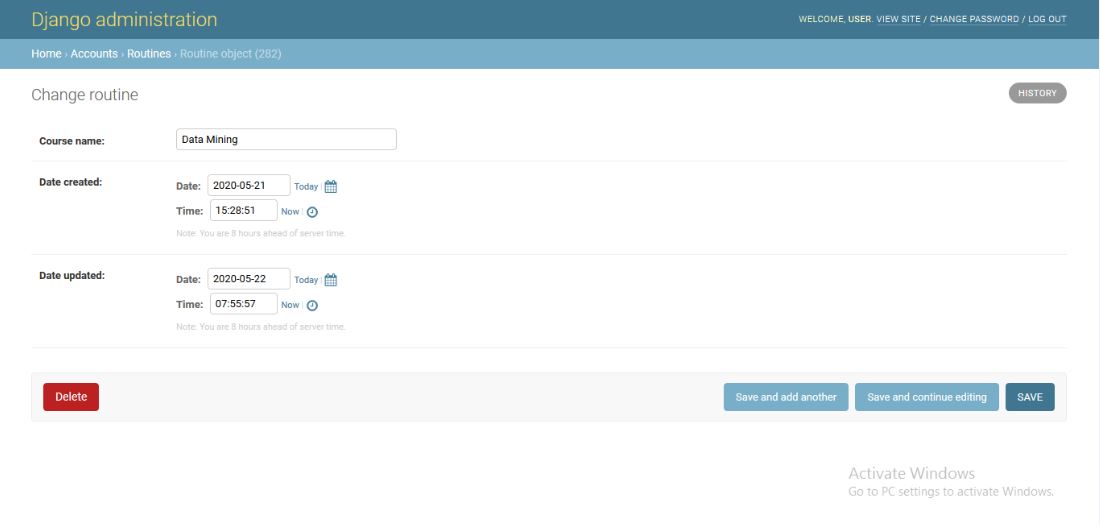 Django administration
WELCOME, USER. VIEW SITE / CHANGE PASSWORD / LOG OUT
Home › Accounts › Routines › Routine object (282)
Change routine
HISTORY
Course name: Data Mining
Date created: Date: 2020-05-21 Today |
Time: 15:28:51 Now |
Note: You are 8 hours ahead of server time.
Date updated: Date: 2020-05-22 Today |
Time: 07:55:57 Now |
Note: You are 8 hours ahead of server time.
Delete Save and add another Save and continue editing SAVE
Activate Windows
Go to PC settings to activate Windows.